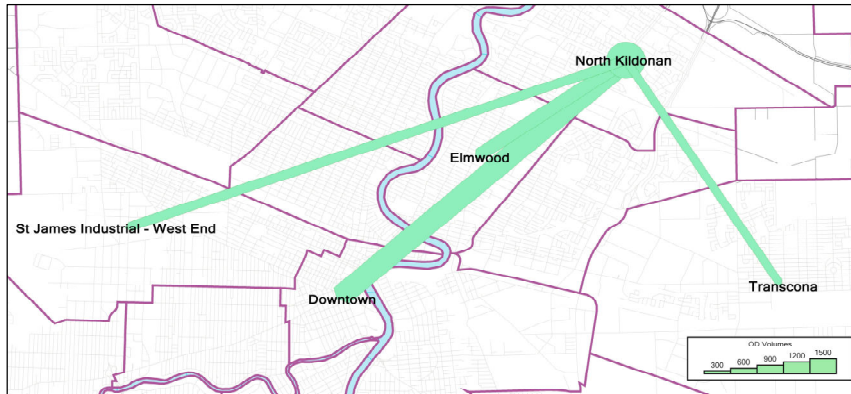 North Kildonan
Elmwood
St James Industrial - West End
Transcona
Downtown
OD Volumes
300 600 900 1200 1500